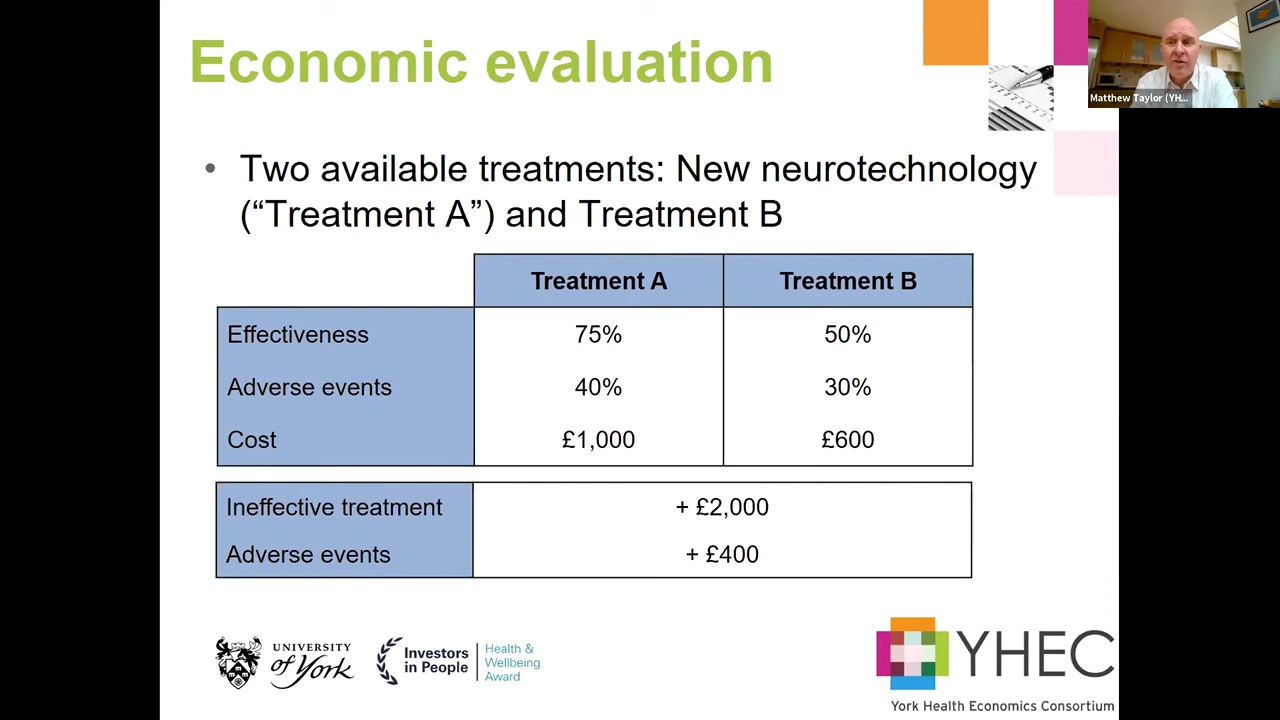 Economic evaluation
Matthew Taylor (YH...
• Two available treatments: New neurotechnology
(“Treatment A”) and Treatment B
Treatment A Treatment B
Effectiveness 75% 50%
Adverse events 40% 30%
Cost £1,000 £600
Ineffective treatment + £2,000
Adverse events + £400
UNIVERSITY
of York
Investors
in People
Health &
Wellbeing
Award
YHEC
York Health Economics Consortium